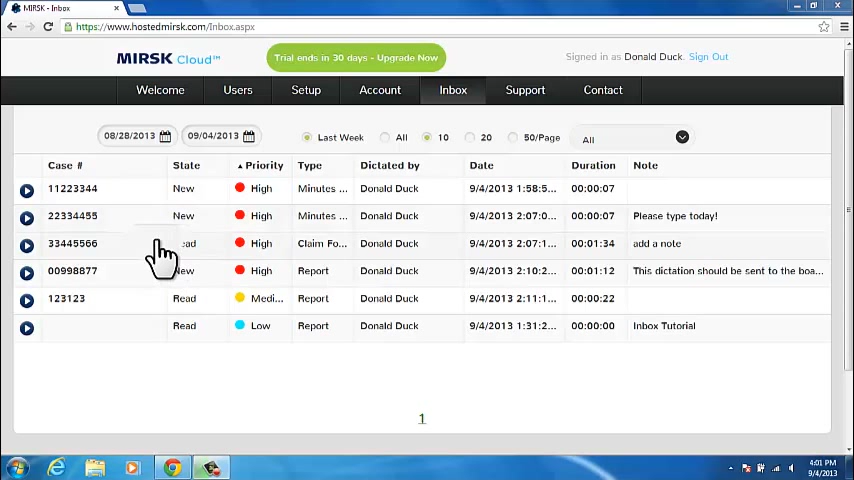 MIRSK - Inbox
https://www.hostedmirsk.com/Inbox.aspx
MIRSK Cloud™ Trial ends in 30 days - Upgrade Now Signed in as Donald Duck. Sign Out
Welcome Users Setup Account Inbox Support Contact
08/28/2013 09/04/2013 Last Week All 10 20 50/Page All
Case # State Priority Type Dictated by Date Duration Note
11223344 New High Minutes ... Donald Duck 9/4/2013 1:58:5... 00:00:07
22334455 New High Minutes ... Donald Duck 9/4/2013 2:07:0... 00:00:07 Please type today!
33445566 High Claim Fo... Donald Duck 9/4/2013 2:07:1... 00:01:34 add a note
00998877 New High Report Donald Duck 9/4/2013 2:10:2... 00:01:12 This dictation should be sent to the boa...
123123 Read Medi... Report Donald Duck 9/4/2013 2:11:1... 00:00:22
Read Low Report Donald Duck 9/4/2013 1:31:2... 00:00:00 Inbox Tutorial
1
4:01 PM
9/4/2013